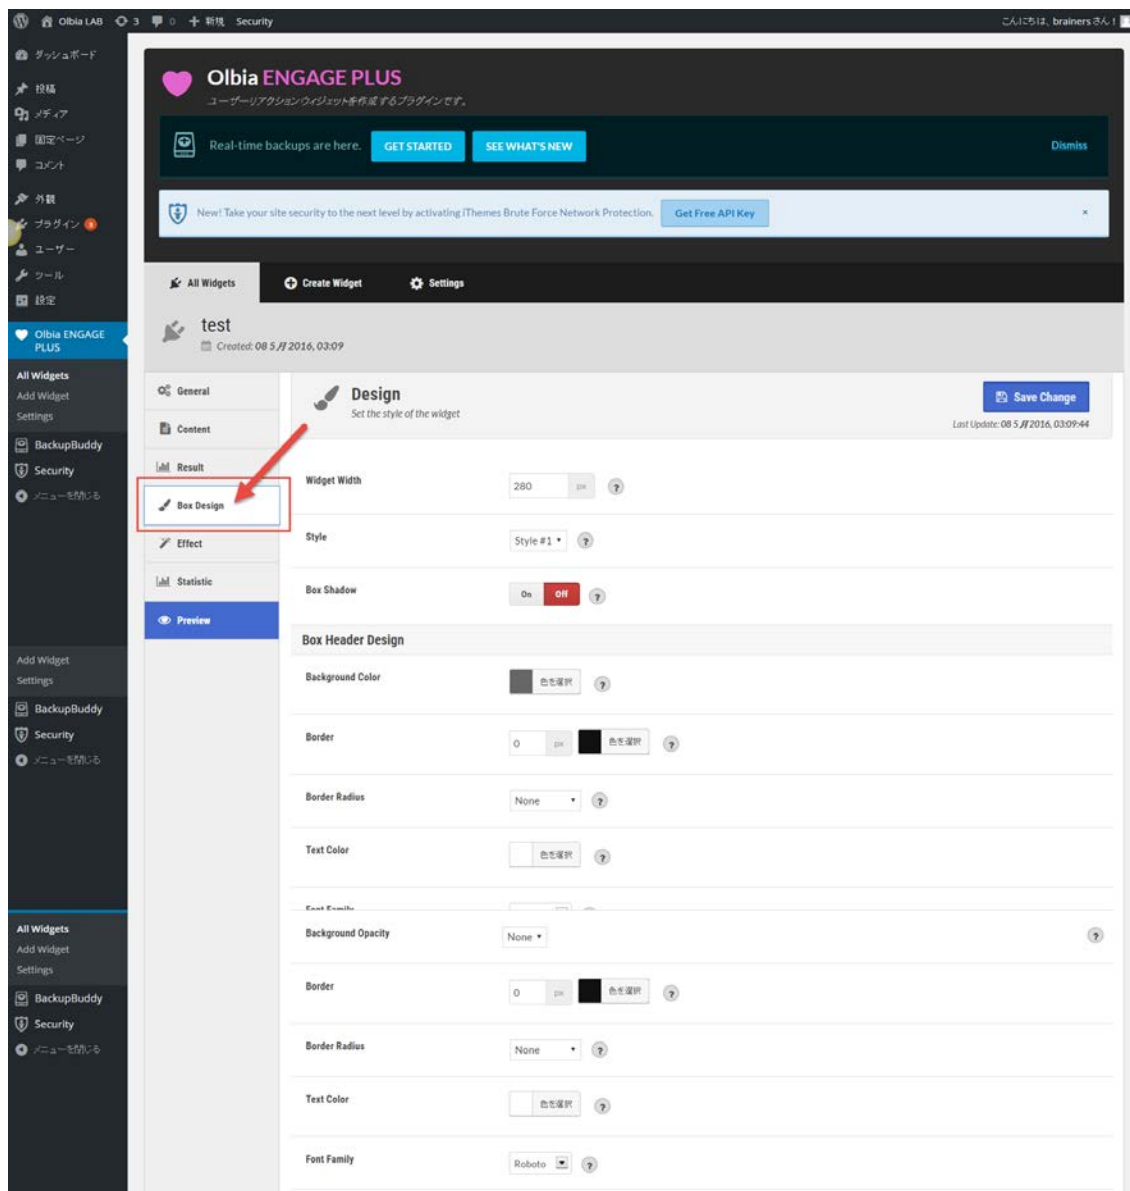 Olbia LAB 3 0 + 新規 Security
こんにちは、brainers さん！
ダッシュボード
投稿
メディア
固定ページ
コメント
外観
プラグイン
ユーザー
ツール
設定
Olbia ENGAGE
PLUS
All Widgets
Add Widget
Settings
BackupBuddy
Security
メニューを閉じる
Add Widget
Settings
BackupBuddy
Security
メニューを閉じる
All Widgets
Add Widget
Settings
BackupBuddy
Security
メニューを閉じる
Olbia ENGAGE PLUS
ユーザーリアクションウィジェットを作成するプラグインです。
Real-time backups are here. GET STARTED SEE WHAT'S NEW Dismiss
New! Take your site security to the next level by activating iThemes Brute Force Network Protection. Get Free API Key ×
All Widgets Create Widget Settings
test
Created: 08 5月 2016, 03:09
General
Content
Result
Box Design
Effect
Statistic
Preview
Design
Set the style of the widget
Save Change
Last Update: 08 5月 2016, 03:09:44
Widget Width 280 px ?
Style Style #1 ?
Box Shadow On Off ?
Box Header Design
Background Color 色を選択 ?
Border 0 px 色を選択 ?
Border Radius None ?
Text Color 色を選択 ?
Font Family
Background Opacity None ?
Border 0 px 色を選択 ?
Border Radius None ?
Text Color 色を選択 ?
Font Family Roboto ?